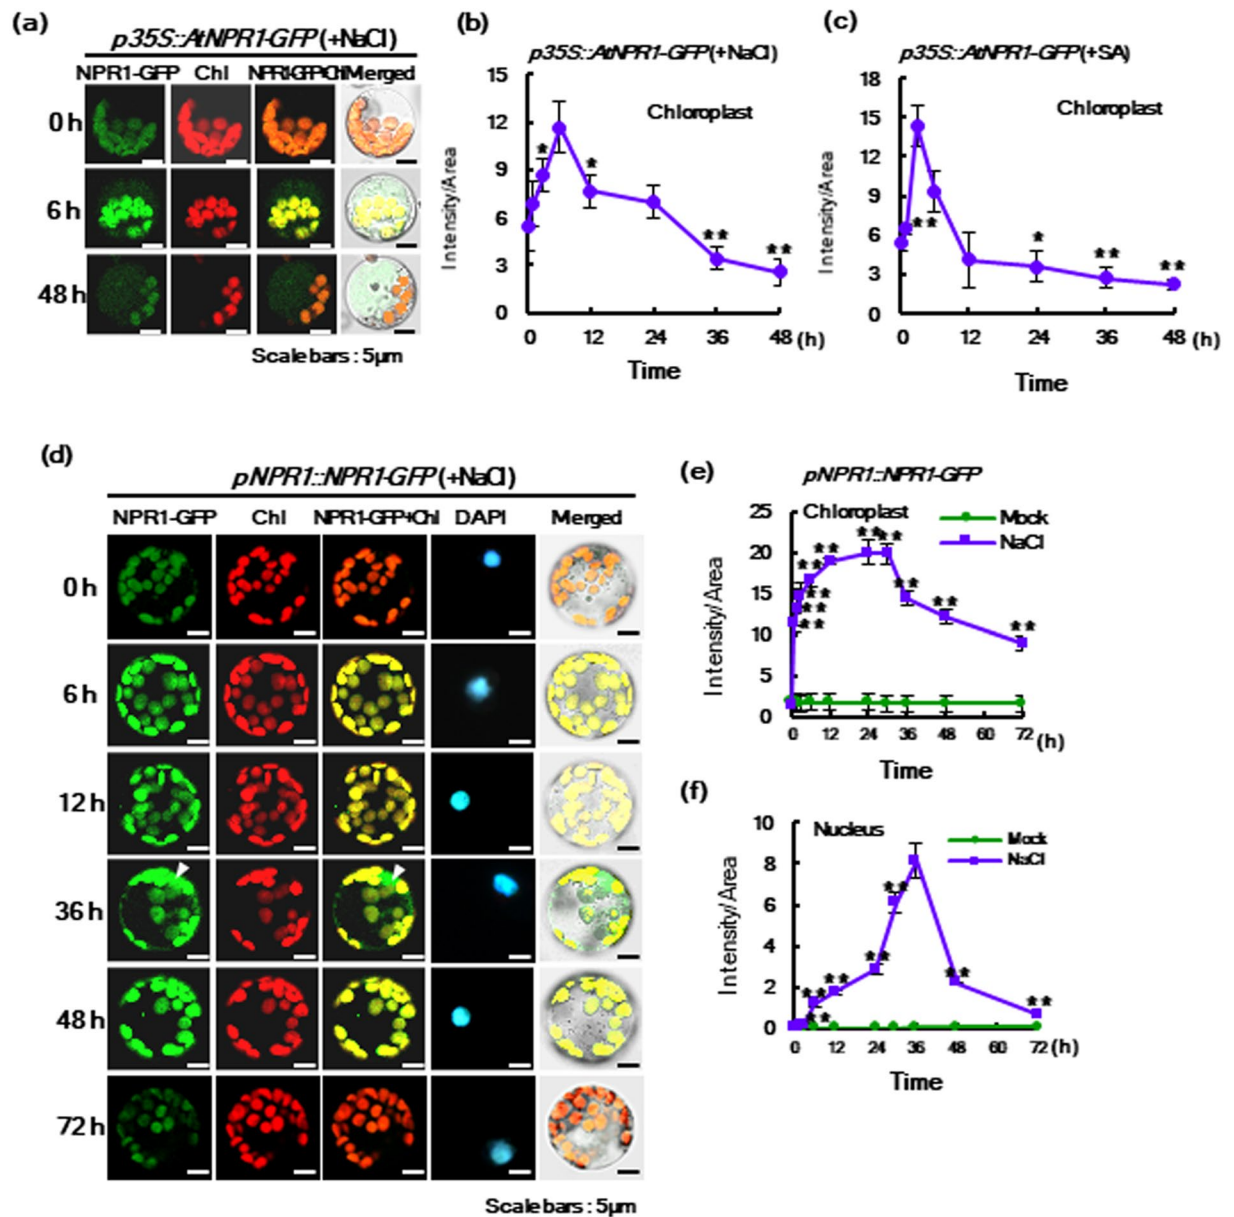 (a)
p35S::AtNPR1-GFP (+NaCl)
NPR1-GFP Chl NPR1-GFP+Chl Merged
0 h
6 h
48 h
Scale bars : 5µm
(b)
p35S::AtNPR1-GFP (+NaCl)
Chloroplast
Intensity/Area
15
12
9
6
3
0
* * ** **
0 12 24 36 48 (h)
Time
(c)
p35S::AtNPR1-GFP (+SA)
Chloroplast
Intensity/Area
18
15
12
9
6
3
0
** * ** **
0 12 24 36 48 (h)
Time
(d)
pNPR1::NPR1-GFP (+NaCl)
NPR1-GFP Chl NPR1-GFP+Chl DAPI Merged
0 h
6 h
12 h
36 h
48 h
72 h
Scale bars : 5µm
(e)
pNPR1::NPR1-GFP
Chloroplast
Mock
NaCl
Intensity/Area
25
20
15
10
5
0
** ** ** ** ** ** ** ** ** **
0 12 24 36 48 60 72 (h)
Time
(f)
Nucleus
Mock
NaCl
Intensity/Area
10
8
6
4
2
0
** ** ** ** ** ** **
0 12 24 36 48 60 72 (h)
Time